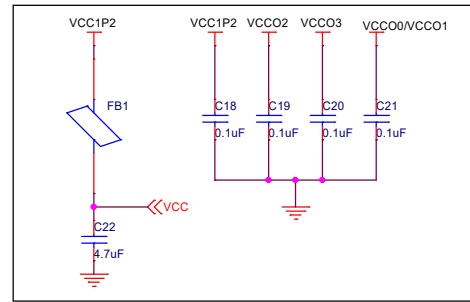 VCC1P2 VCC1P2 VCCO2 VCCO3 VCCO0/VCCO1
FB1
C18 C19 C20 C21
0.1uF 0.1uF 0.1uF 0.1uF
VCC
C22
4.7uF